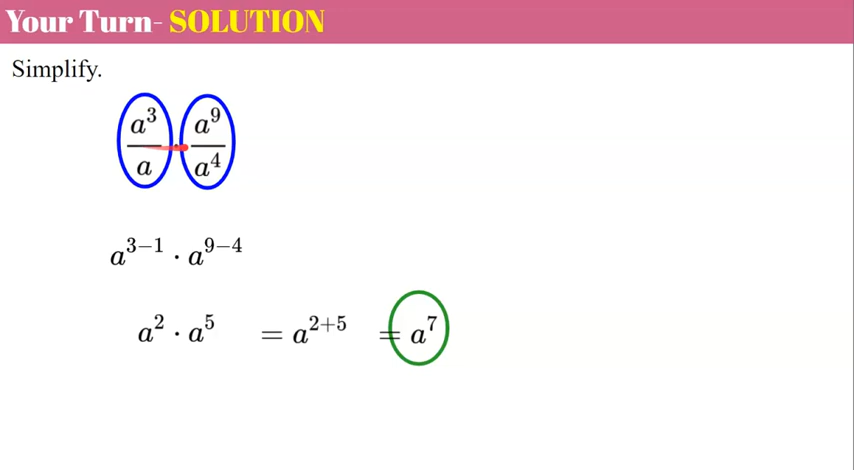 Your Turn- SOLUTION
Simplify.
a³/a · a⁹/a⁴
a³⁻¹ · a⁹⁻⁴
a² · a⁵ = a²⁺⁵ = a⁷